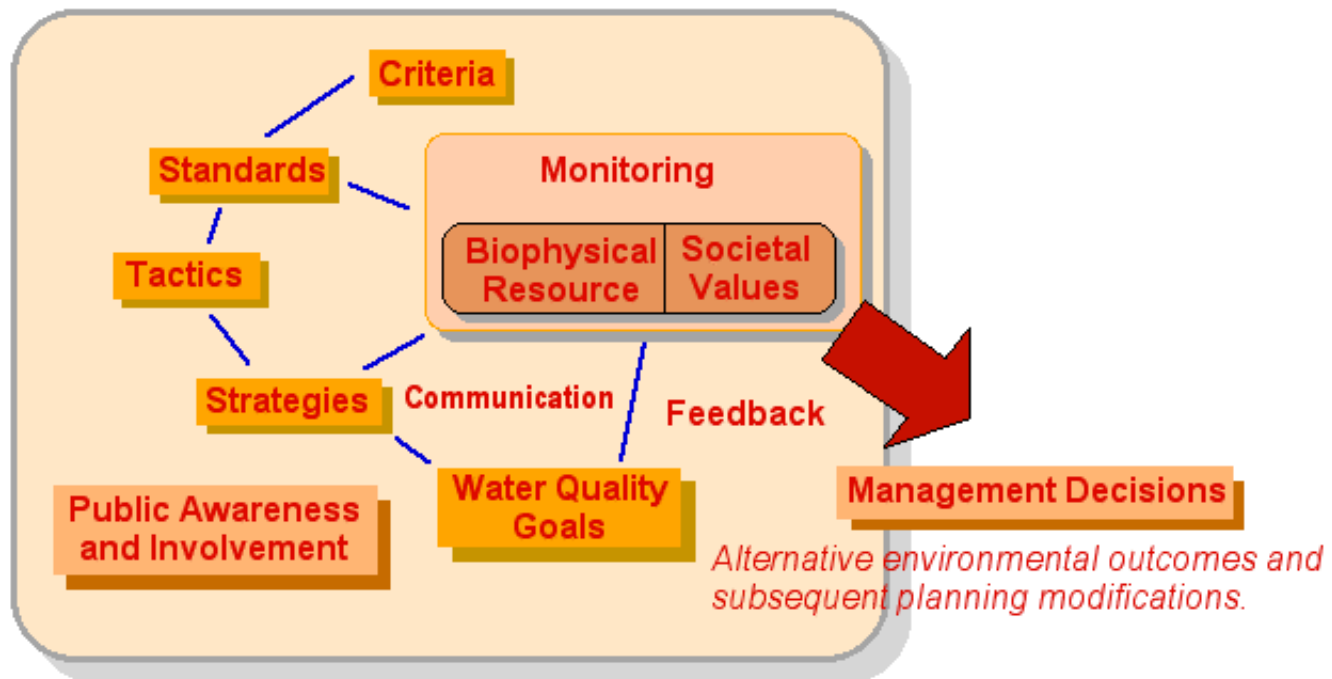 Criteria
Standards
Monitoring
Biophysical
Resource
Societal
Values
Tactics
Strategies
Communication
Feedback
Water Quality
Goals
Public Awareness
and Involvement
Management Decisions
Alternative environmental outcomes and
subsequent planning modifications.